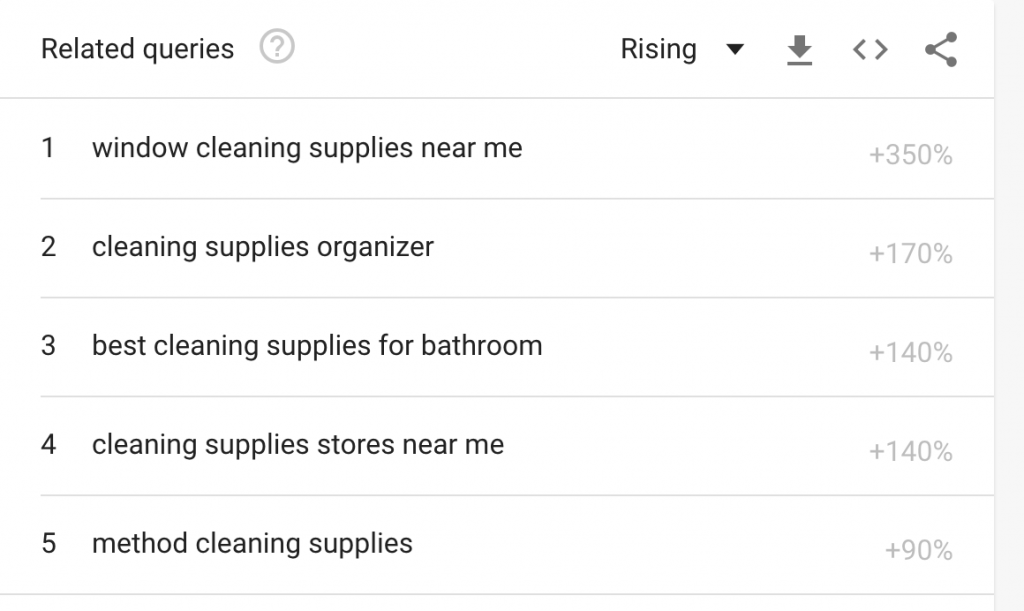 Related queries ?
Rising
1 window cleaning supplies near me +350%
2 cleaning supplies organizer +170%
3 best cleaning supplies for bathroom +140%
4 cleaning supplies stores near me +140%
5 method cleaning supplies +90%